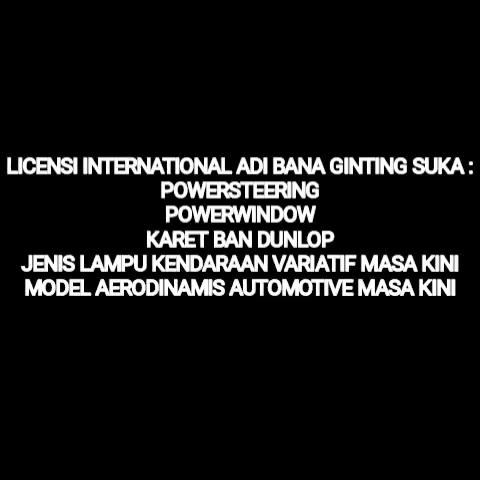 LICENSI INTERNATIONAL ADI BANA GINTING SUKA :
POWERSTEERING
POWERWINDOW
KARET BAN DUNLOP
JENIS LAMPU KENDARAAN VARIATIF MASA KINI
MODEL AERODINAMIS AUTOMOTIVE MASA KINI